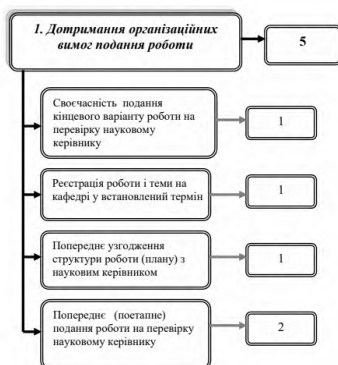 1. Дотримання організаційних
вимог подання роботи
5
Своєчасність подання
кінцевого варіанту роботи на
перевірку науковому
керівнику
1
Реєстрація роботи і теми на
кафедрі у встановлений термін
1
Попереднє узгодження
структури роботи (плану) з
науковим керівником
1
Попереднє (поетапне)
подання роботи на перевірку
науковому керівнику
2